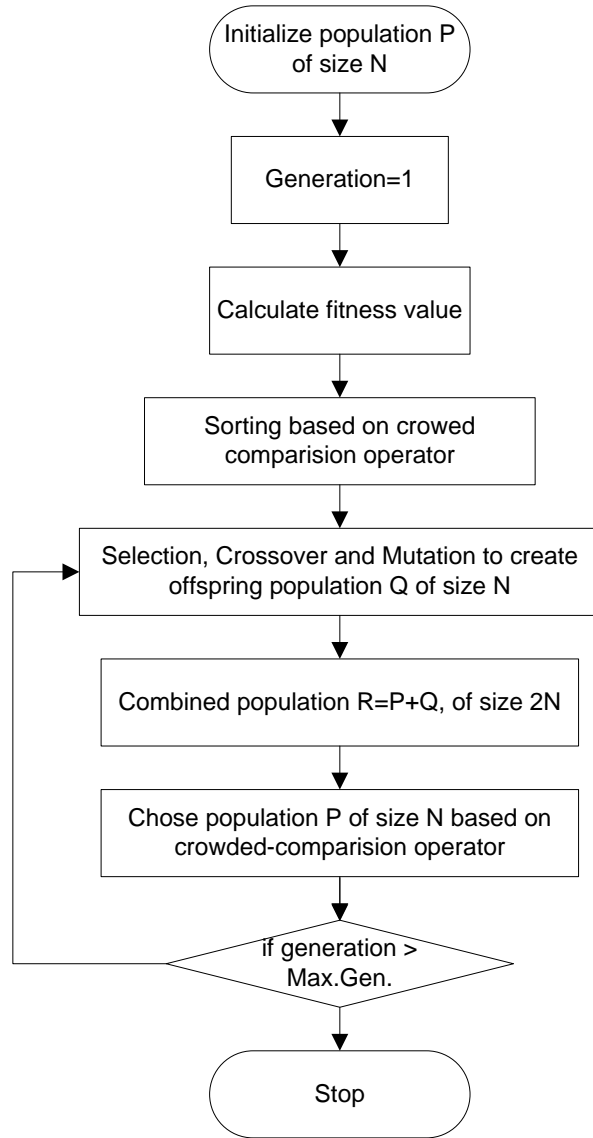 Initialize population P
of size N
Generation=1
Calculate fitness value
Sorting based on crowed
comparision operator
Selection, Crossover and Mutation to create
offspring population Q of size N
Combined population R=P+Q, of size 2N
Chose population P of size N based on
crowded-comparision operator
if generation >
Max.Gen.
Stop